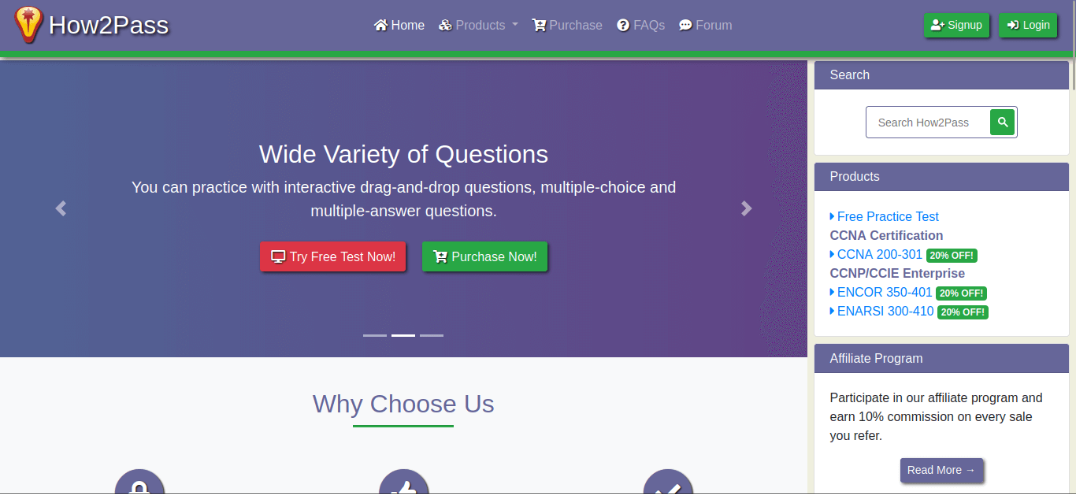 How2Pass
Home
Products
Purchase
FAQs
Forum
Signup
Login
Wide Variety of Questions
You can practice with interactive drag-and-drop questions, multiple-choice and
multiple-answer questions.
Try Free Test Now!
Purchase Now!
Why Choose Us
Search
Search How2Pass
Products
Free Practice Test
CCNA Certification
CCNA 200-301 20% OFF!
CCNP/CCIE Enterprise
ENCOR 350-401 20% OFF!
ENARSI 300-410 20% OFF!
Affiliate Program
Participate in our affiliate program and
earn 10% commission on every sale
you refer.
Read More →